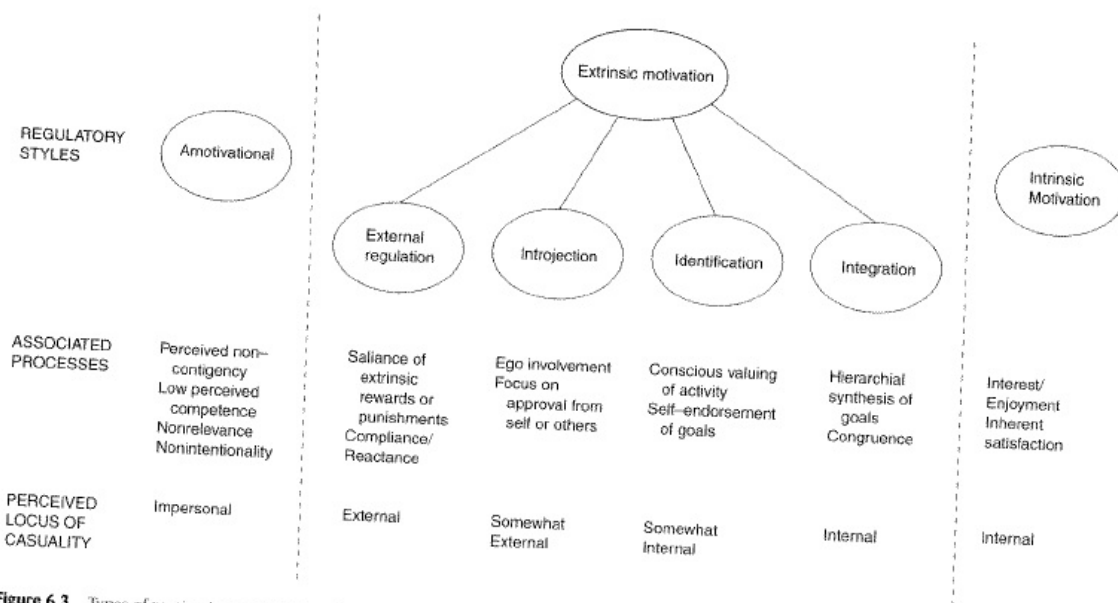 Extrinsic motivation
REGULATORY
STYLES
Amotivational
Intrinsic
Motivation
External
regulation
Introjection
Identification
Integration
ASSOCIATED
PROCESSES
Perceived non–
contigency
Low perceived
competence
Nonrelevance
Nonintentionality
Saliance of
extrinsic
rewards or
punishments
Compliance/
Reactance
Ego involvement
Focus on
approval from
self or others
Conscious valuing
of activity
Self–endorsement
of goals
Hierarchial
synthesis of
goals
Congruence
Interest/
Enjoyment
Inherent
satisfaction
PERCEIVED
LOCUS OF
CASUALITY
Impersonal
External
Somewhat
External
Somewhat
Internal
Internal
Internal
Figure 6.3 Types of